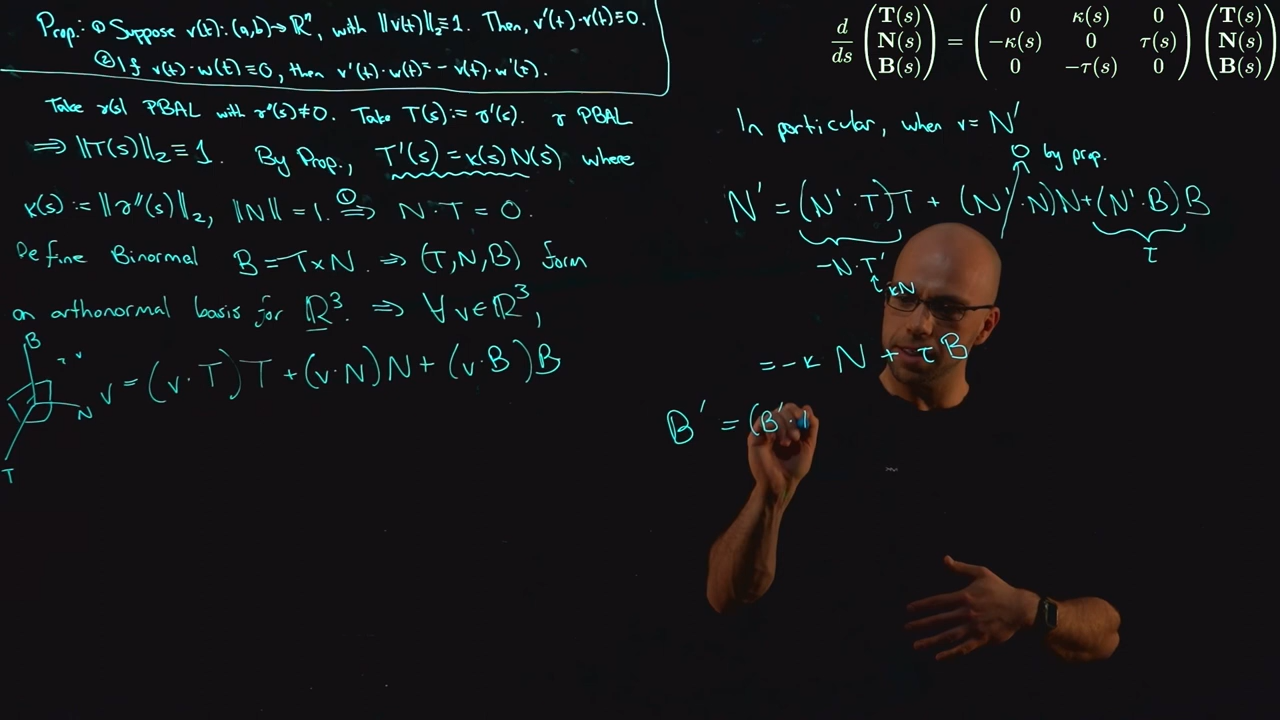 Prop.: ① Suppose v(t): (a,b)→ℝⁿ, with ‖v(t)‖₂≡1. Then, v'(t)·v(t)≡0.
② If v(t)·w(t)≡0, then v'(t)·w(t)=-v(t)·w'(t).
Take γ(s) PBAL with γ''(s)≠0. Take T(s):=γ'(s). γ PBAL
⇒ ‖T(s)‖₂≡1. By Prop., T'(s)=κ(s)N(s) where
κ(s):=‖γ''(s)‖₂, ‖N‖=1. ①⇒ N·T=0.
Define Binormal B=T×N. ⇒ (T,N,B) form
an orthonormal basis for ℝ³. ⇒ ∀v∈ℝ³,
v=(v·T)T+(v·N)N+(v·B)B
B
N
T
d/ds (T(s) N(s) B(s)) = (0 κ(s) 0 -κ(s) 0 τ(s) 0 -τ(s) 0) (T(s) N(s) B(s))
In particular, when v=N'
0 by prop.
N'=(N'·T)T+(N'·N)N+(N'·B)B
-N·T' τ
κN
=-κN+τB
B'=(B'·